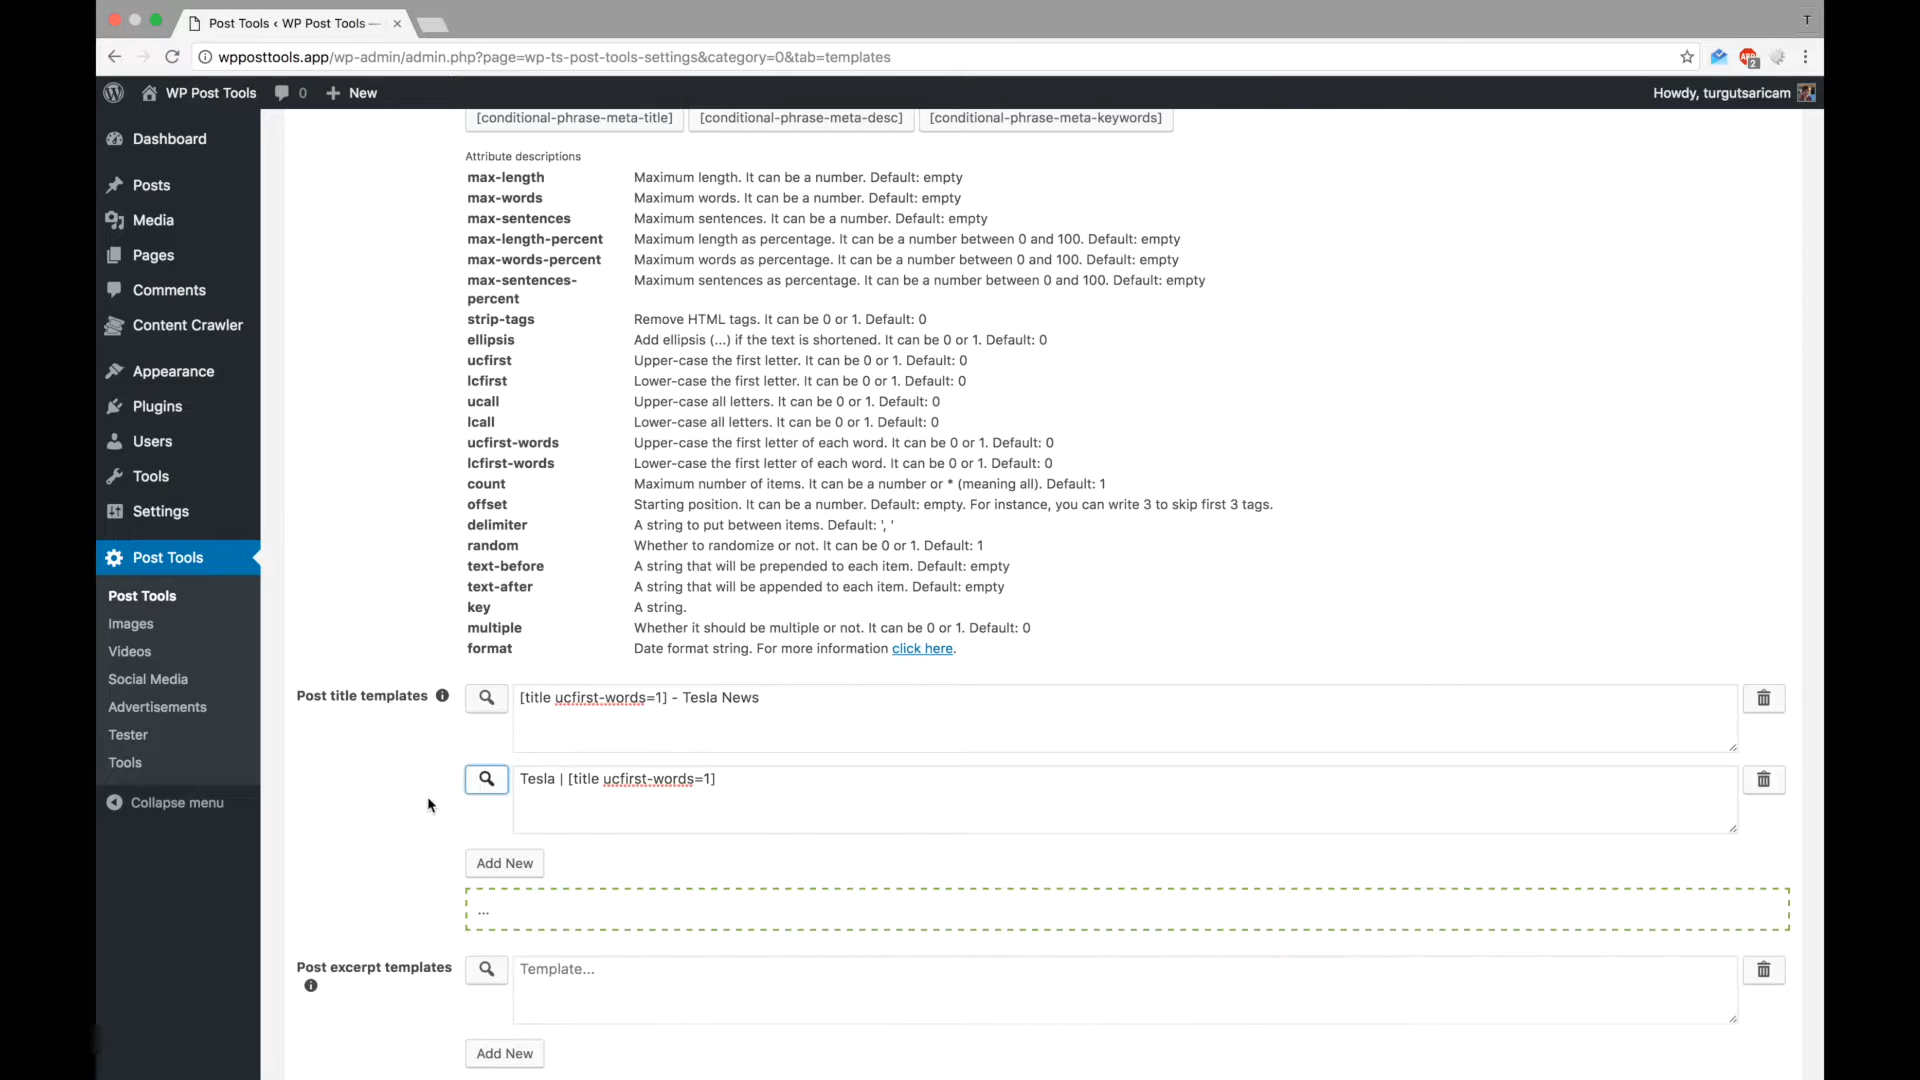 Post Tools ‹ WP Post Tools —
T
wpposttools.app/wp-admin/admin.php?page=wp-ts-post-tools-settings&category=0&tab=templates
2
WP Post Tools
0
New
Howdy, turgutsaricam
Dashboard
Posts
Media
Pages
Comments
Content Crawler
Appearance
Plugins
Users
Tools
Settings
Post Tools
Post Tools
Images
Videos
Social Media
Advertisements
Tester
Tools
Collapse menu
[conditional-phrase-meta-title] [conditional-phrase-meta-desc] [conditional-phrase-meta-keywords]
Attribute descriptions
max-length Maximum length. It can be a number. Default: empty
max-words Maximum words. It can be a number. Default: empty
max-sentences Maximum sentences. It can be a number. Default: empty
max-length-percent Maximum length as percentage. It can be a number between 0 and 100. Default: empty
max-words-percent Maximum words as percentage. It can be a number between 0 and 100. Default: empty
max-sentences- Maximum sentences as percentage. It can be a number between 0 and 100. Default: empty
percent
strip-tags Remove HTML tags. It can be 0 or 1. Default: 0
ellipsis Add ellipsis (...) if the text is shortened. It can be 0 or 1. Default: 0
ucfirst Upper-case the first letter. It can be 0 or 1. Default: 0
lcfirst Lower-case the first letter. It can be 0 or 1. Default: 0
ucall Upper-case all letters. It can be 0 or 1. Default: 0
lcall Lower-case all letters. It can be 0 or 1. Default: 0
ucfirst-words Upper-case the first letter of each word. It can be 0 or 1. Default: 0
lcfirst-words Lower-case the first letter of each word. It can be 0 or 1. Default: 0
count Maximum number of items. It can be a number or * (meaning all). Default: 1
offset Starting position. It can be a number. Default: empty. For instance, you can write 3 to skip first 3 tags.
delimiter A string to put between items. Default: ', '
random Whether to randomize or not. It can be 0 or 1. Default: 1
text-before A string that will be prepended to each item. Default: empty
text-after A string that will be appended to each item. Default: empty
key A string.
multiple Whether it should be multiple or not. It can be 0 or 1. Default: 0
format Date format string. For more information click here.
Post title templates
[title ucfirst-words=1] - Tesla News
Tesla | [title ucfirst-words=1]
Add New
...
Post excerpt templates
Template...
Add New